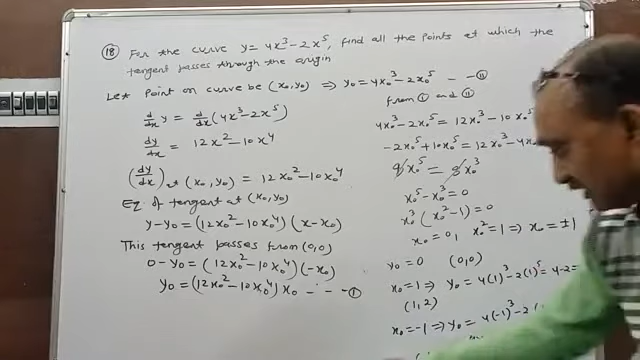 (18) For the curve y = 4x³ - 2x⁵, find all the points at which the
tangent passes through the origin
Let Point on curve be (x₀, y₀) ⇒ y₀ = 4x₀³ - 2x₀⁵ - - (11)
d/dx y = d/dx (4x³ - 2x⁵)
dy/dx = 12x² - 10x⁴
(dy/dx) at (x₀, y₀) = 12x₀² - 10x₀⁴
Eqn of tangent at (x₀, y₀)
y - y₀ = (12x₀² - 10x₀⁴) (x - x₀)
This tangent passes from (0,0)
0 - y₀ = (12x₀² - 10x₀⁴) (-x₀)
y₀ = (12x₀² - 10x₀⁴) x₀ - - - (1)
from (1) and (11)
4x₀³ - 2x₀⁵ = 12x₀³ - 10x₀⁵
-2x₀⁵ + 10x₀⁵ = 12x₀³ - 4x₀
8x₀⁵ = 8x₀³
x₀⁵ - x₀³ = 0
x₀³ (x₀² - 1) = 0
x₀ = 0, x₀² = 1 ⇒ x₀ = ±1
y₀ = 0 (0,0)
x₀ = 1 ⇒ y₀ = 4(1)³ - 2(1)⁵ = 4 - 2 =
(1, 2)
x₀ = -1 ⇒ y₀ = 4(-1)³ - 2(